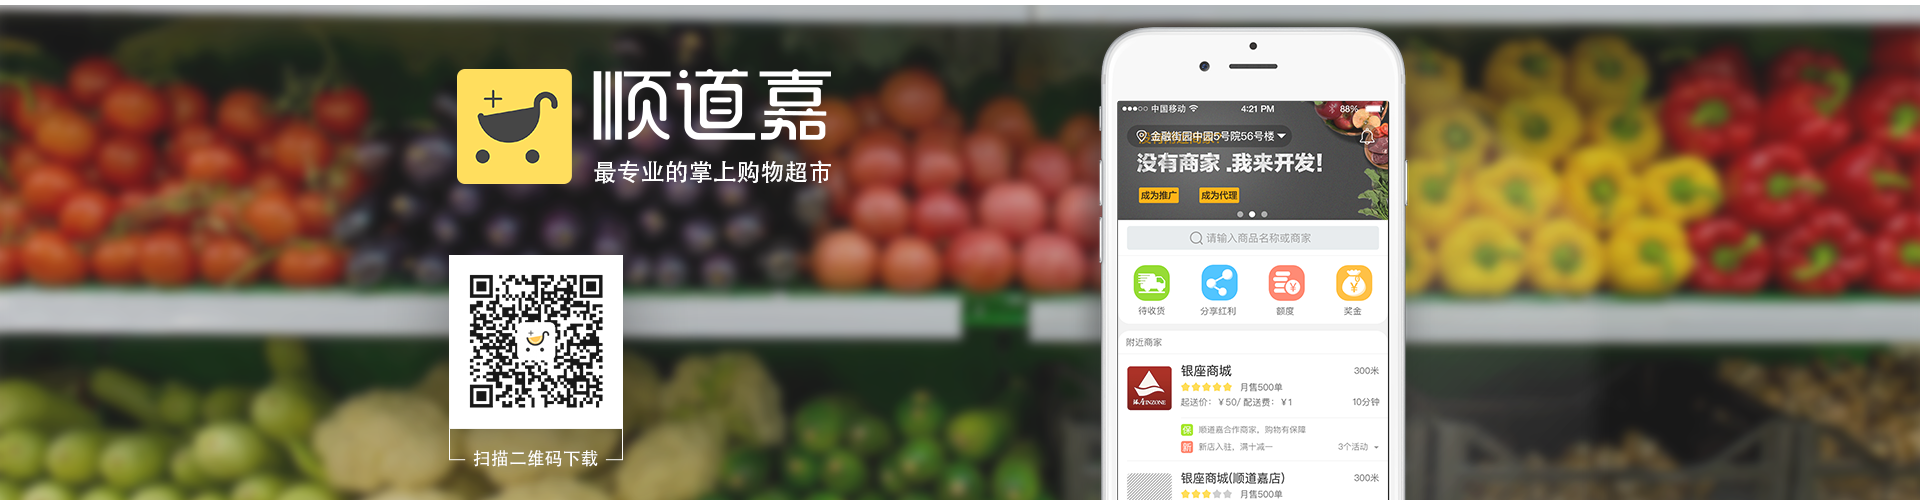 顺道嘉
最专业的掌上购物超市
扫描二维码下载
中国移动
4:21 PM
88%
金融街园中园5号院56号楼
没有商家 .我来开发!
成为推广
成为代理
请输入商品名称或商家
待收货
分享红利
额度
奖金
附近商家
银座商城
300米
月售500单
起送价：￥50/ 配送费：￥1
10分钟
保 顺道嘉合作商家，购物有保障
新 新店入驻，满十减一
3个活动
银座商城(顺道嘉店)
300米
月售500单